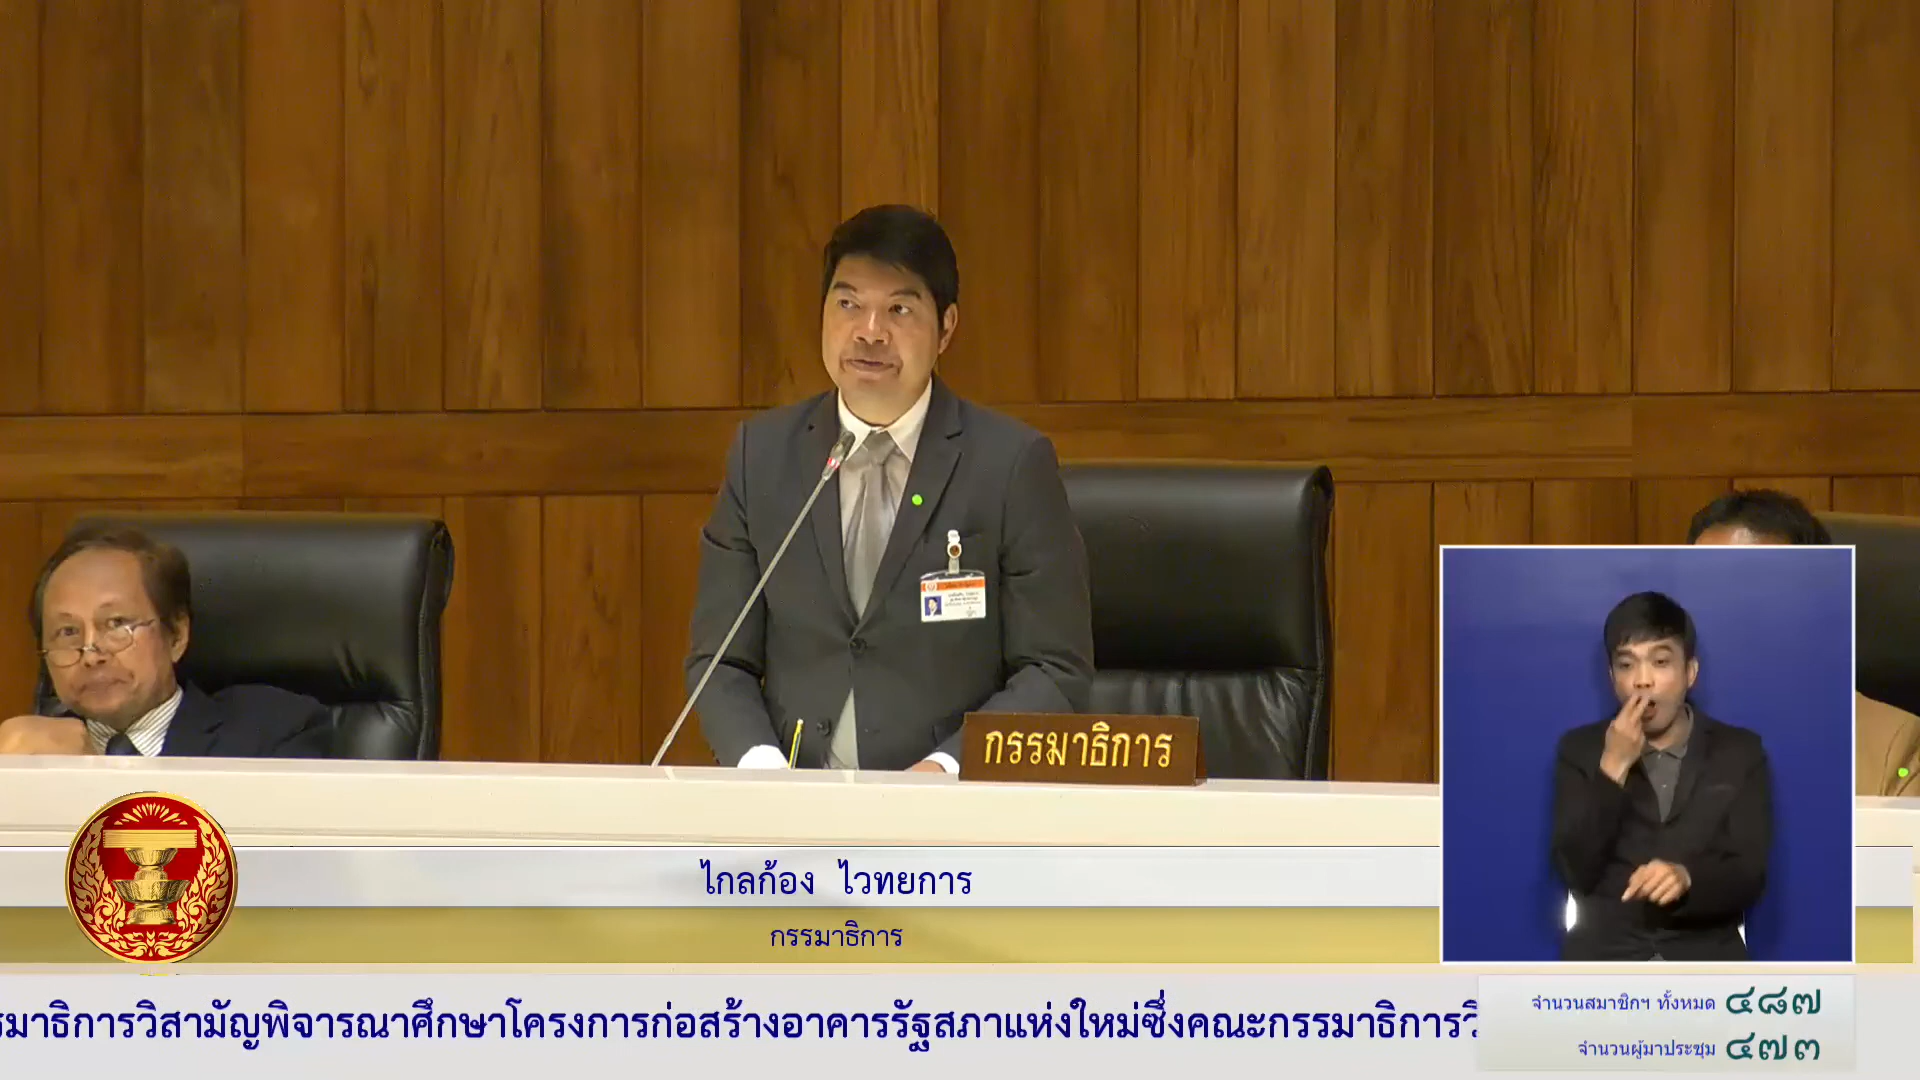 กรรมาธิการ
ไกลก้อง ไวทยการ
กรรมาธิการ
รมาธิการวิสามัญพิจารณาศึกษาโครงการก่อสร้างอาคารรัฐสภาแห่งใหม่ซึ่งคณะกรรมาธิการวิ
จำนวนสมาชิกฯ ทั้งหมด ๔๘๗
จำนวนผู้มาประชุม ๔๗๓